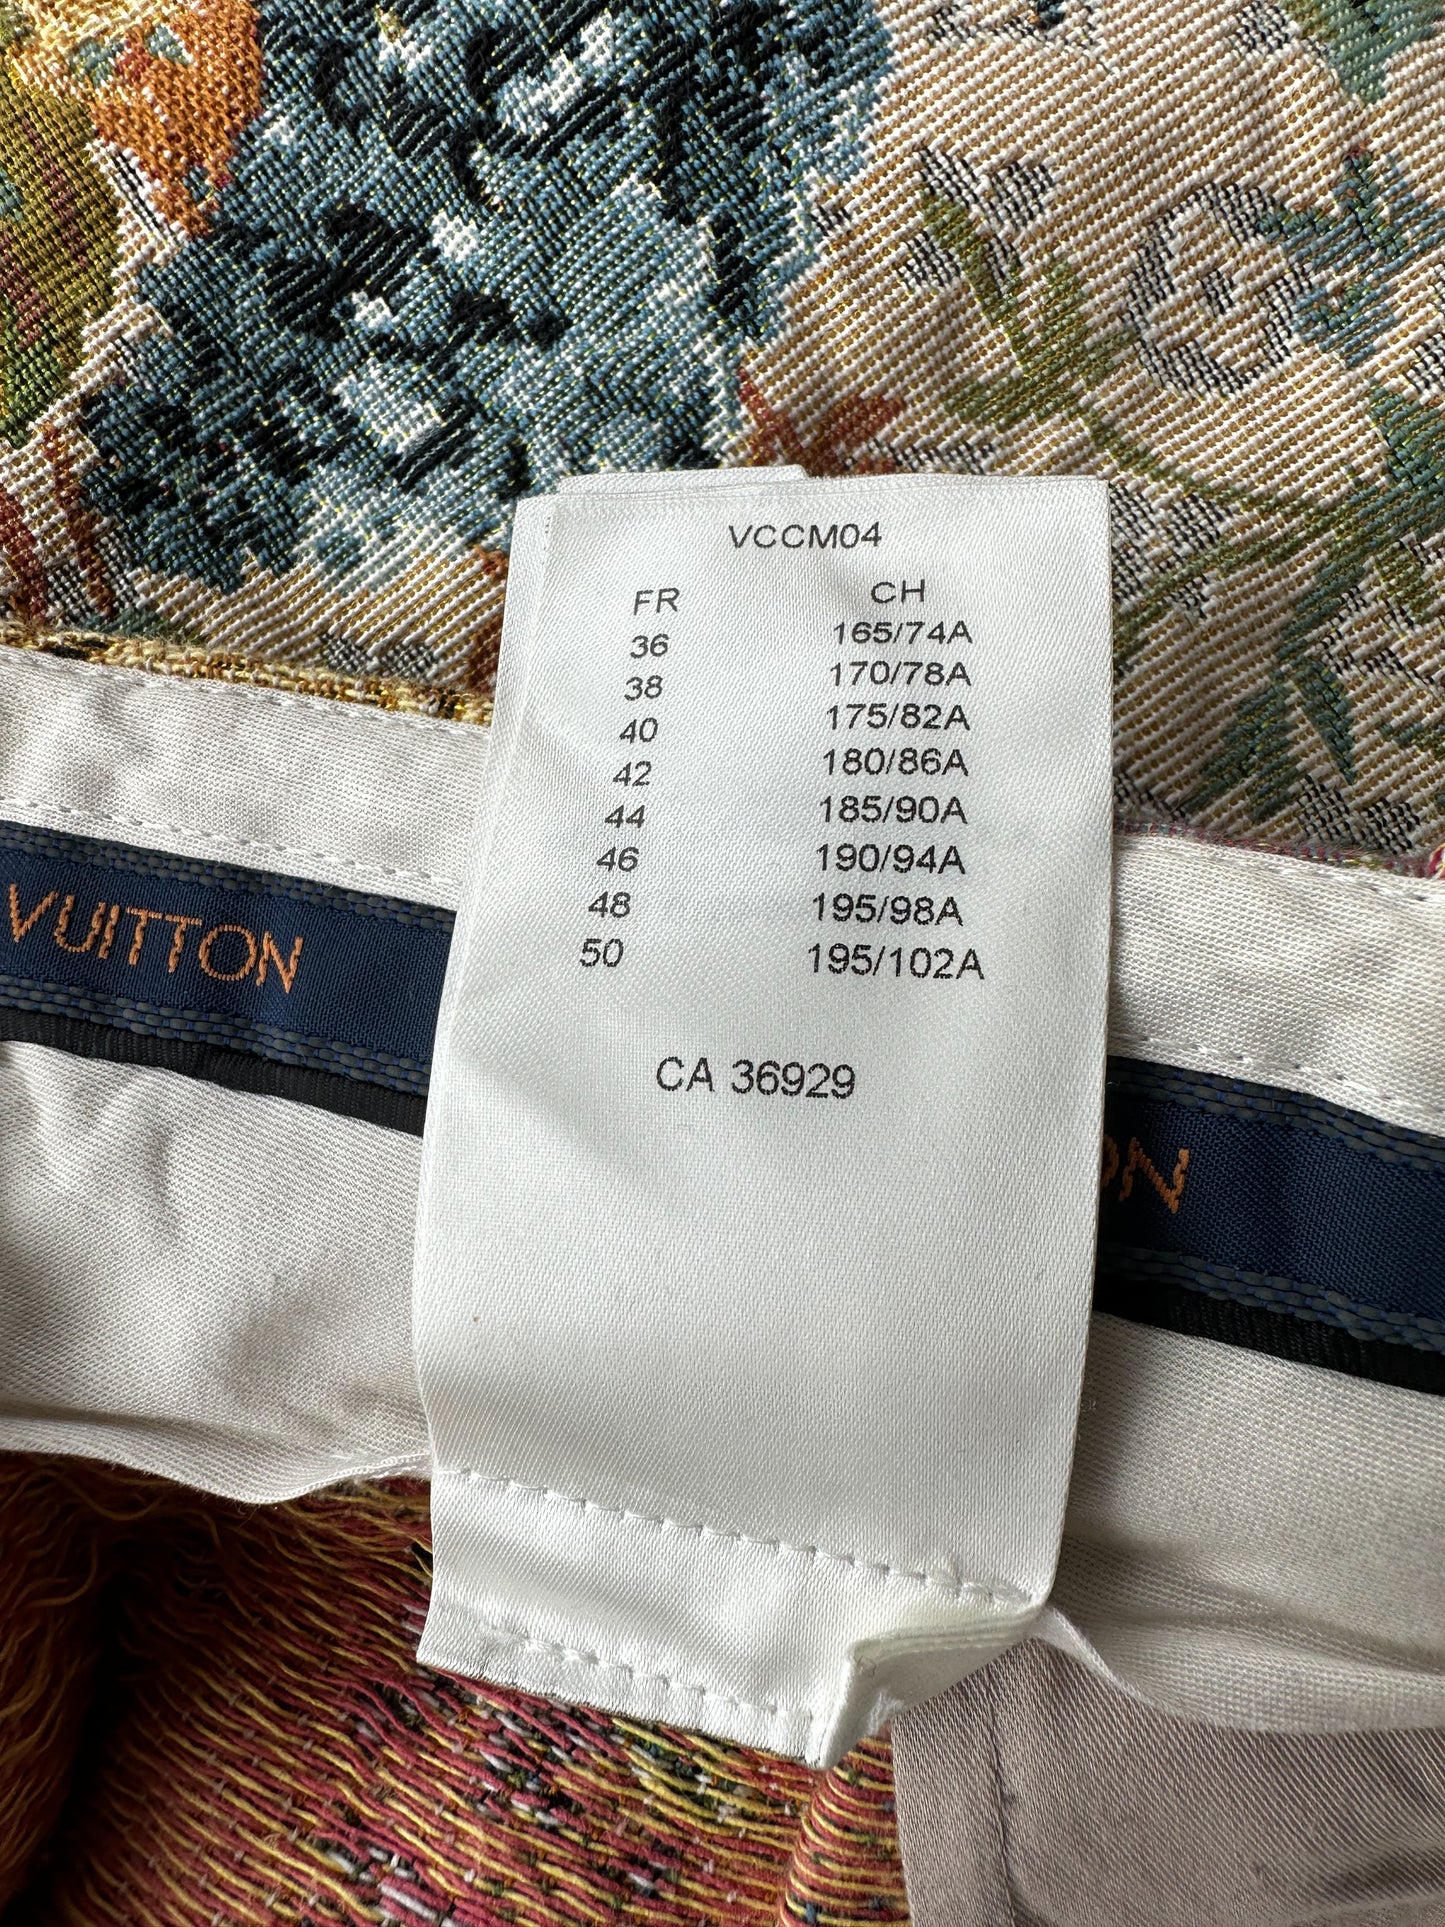 VCCM04
FR CH
36 165/74A
38 170/78A
40 175/82A
42 180/86A
44 185/90A
46 190/94A
48 195/98A
50 195/102A
VUITTON
CA 36929
ON